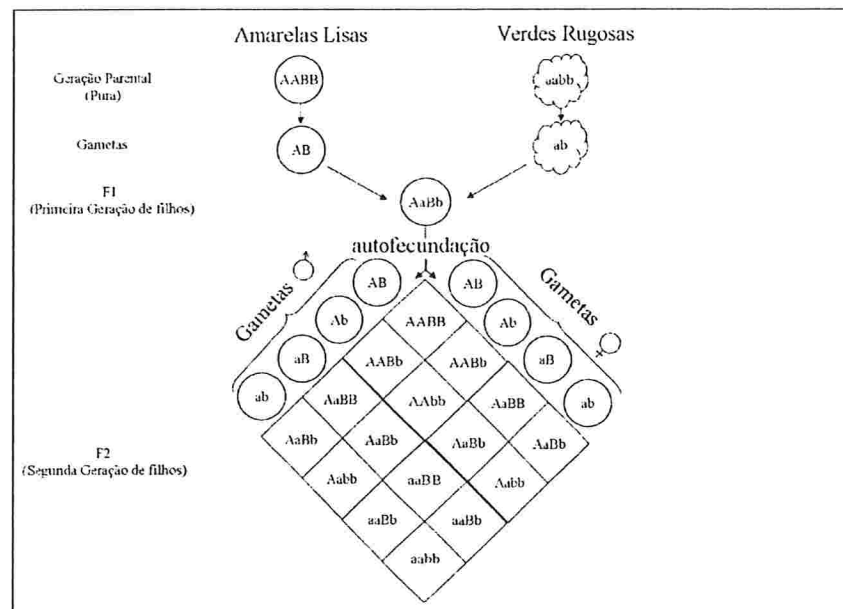 Amarelas Lisas Verdes Rugosas
Geração Parental
(Pura)
AABB aabb
Gametas
AB ab
F1
(Primeira Geração de filhos)
AaBb
autofecundação
Gametas ♂
Gametas ♀
AB AB
Ab Ab
aB aB
ab ab
AABB
AABb AABb
AaBB AAbb AaBB
AaBb AaBb AaBb AaBb
Aabb aaBB Aabb
aaBb aaBb
aabb
F2
(Segunda Geração de filhos)